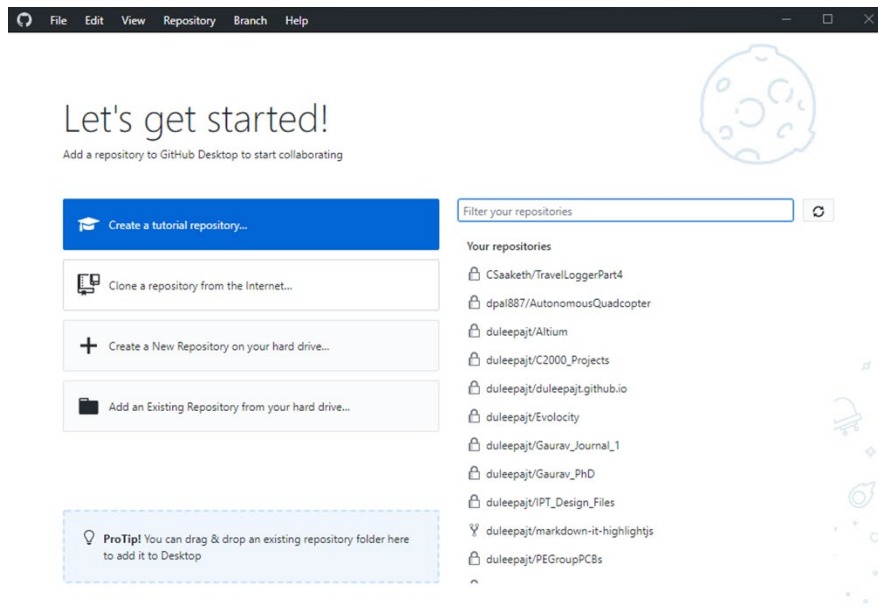 File Edit View Repository Branch Help
Let's get started!
Add a repository to GitHub Desktop to start collaborating
Create a tutorial repository...
Clone a repository from the Internet...
Create a New Repository on your hard drive...
Add an Existing Repository from your hard drive...
ProTip! You can drag & drop an existing repository folder here
to add it to Desktop
Filter your repositories
Your repositories
CSaaketh/TravelLoggerPart4
dpal887/AutonomousQuadcopter
duleepajt/Altium
duleepajt/C2000_Projects
duleepajt/duleepajt.github.io
duleepajt/Evolocity
duleepajt/Gaurav_Journal_1
duleepajt/Gaurav_PhD
duleepajt/IPT_Design_Files
duleepajt/markdown-it-highlightjs
duleepajt/PEGroupPCBs